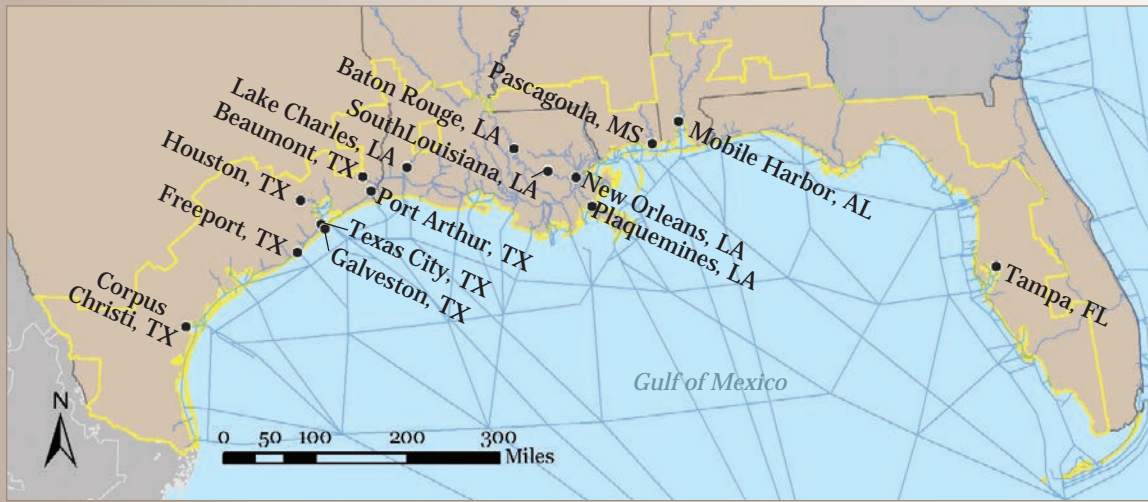 Baton Rouge, LA
Pascagoula, MS
Lake Charles, LA
SouthLouisiana, LA
Beaumont, TX
Mobile Harbor, AL
Houston, TX
New Orleans, LA
Port Arthur, TX
Plaquemines, LA
Freeport, TX
Texas City, TX
Galveston, TX
Tampa, FL
Corpus
Christi, TX
Gulf of Mexico
N
0 50 100 200 300
Miles